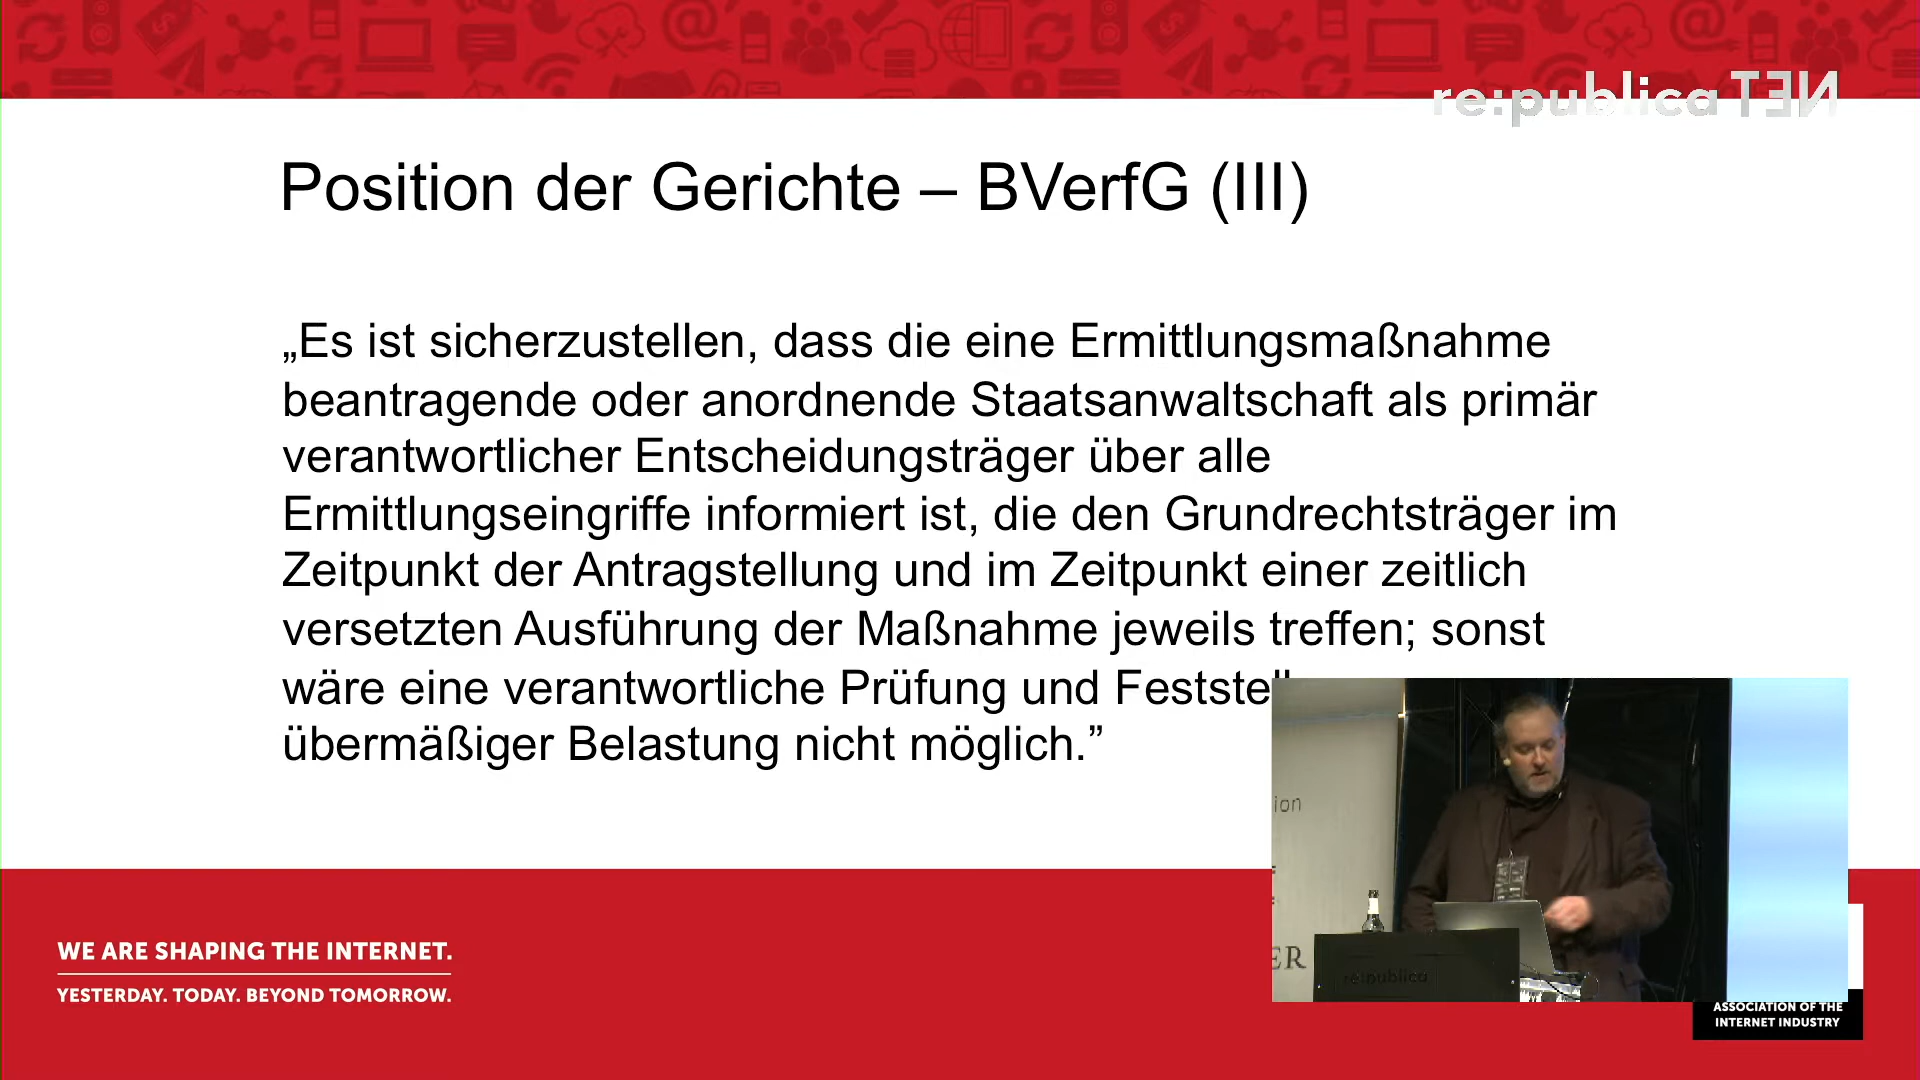 re:publica TEN
Position der Gerichte – BVerfG (III)
„Es ist sicherzustellen, dass die eine Ermittlungsmaßnahme
beantragende oder anordnende Staatsanwaltschaft als primär
verantwortlicher Entscheidungsträger über alle
Ermittlungseingriffe informiert ist, die den Grundrechtsträger im
Zeitpunkt der Antragstellung und im Zeitpunkt einer zeitlich
versetzten Ausführung der Maßnahme jeweils treffen; sonst
wäre eine verantwortliche Prüfung und
übermäßiger Belastung nicht möglich.”
re:publica
WE ARE SHAPING THE INTERNET.
YESTERDAY. TODAY. BEYOND TOMORROW.
ASSOCIATION OF THE
INTERNET INDUSTRY